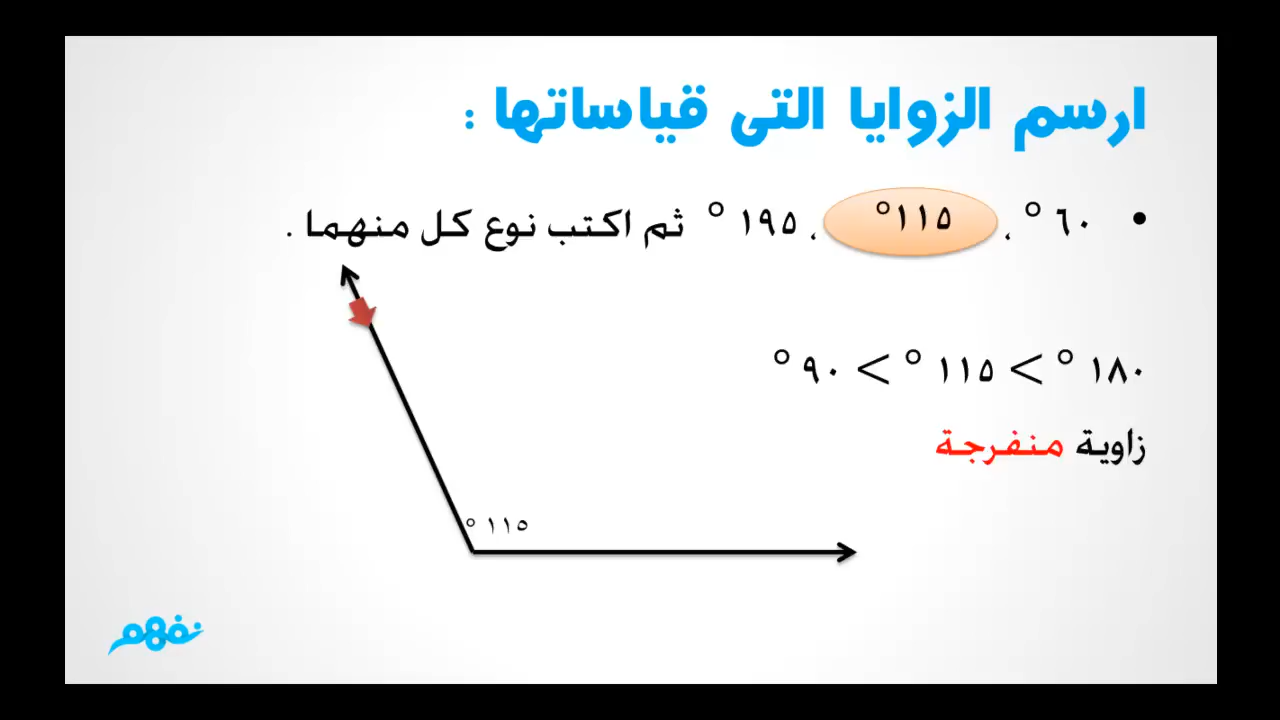 ارسم الزوايا التى قياساتها :
• ٦٠ ° ، ١١٥° ، ١٩٥ ° ثم اكتب نوع كل منهما .
١٨٠ ° > ١١٥ ° > ٩٠ °
زاوية منفرجة
١١٥ °
نفهم